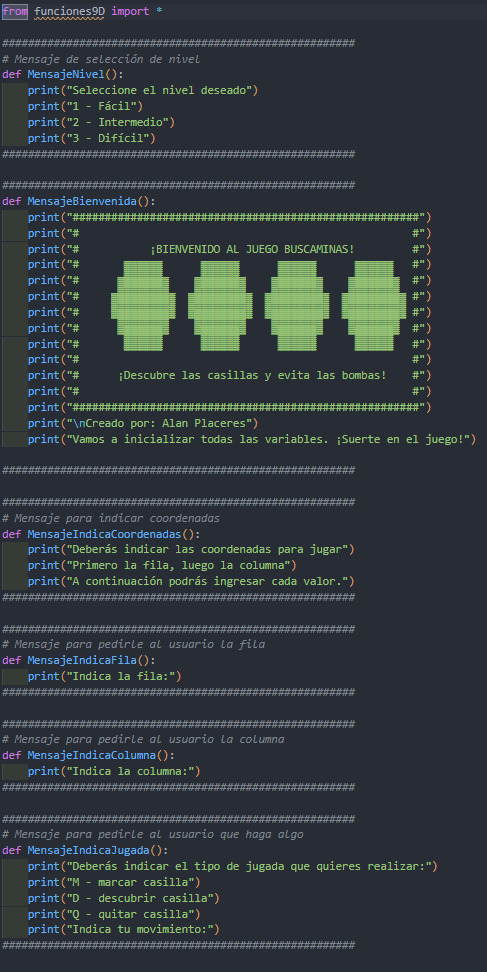 from funciones9D import *
#######################################################
# Mensaje de selección de nivel
def MensajeNivel():
    print("Seleccione el nivel deseado")
    print("1 - Fácil")
    print("2 - Intermedio")
    print("3 - Difícil")
#######################################################
#######################################################
def MensajeBienvenida():
    print("######################################################")
    print("#                                                    #")
    print("#           ¡BIENVENIDO AL JUEGO BUSCAMINAS!         #")
    print("#       ▒▒▒▒▒▒      ▒▒▒▒▒▒      ▒▒▒▒▒▒      ▒▒▒▒▒▒   #")
    print("#      ▒▒▒▒▒▒▒▒    ▒▒▒▒▒▒▒▒    ▒▒▒▒▒▒▒▒    ▒▒▒▒▒▒▒▒  #")
    print("#     ▒▒▒▒▒▒▒▒▒▒  ▒▒▒▒▒▒▒▒▒▒  ▒▒▒▒▒▒▒▒▒▒  ▒▒▒▒▒▒▒▒▒▒ #")
    print("#      ▒▒▒▒▒▒▒▒    ▒▒▒▒▒▒▒▒    ▒▒▒▒▒▒▒▒    ▒▒▒▒▒▒▒▒  #")
    print("#       ▒▒▒▒▒▒      ▒▒▒▒▒▒      ▒▒▒▒▒▒      ▒▒▒▒▒▒   #")
    print("#                                                    #")
    print("#      ¡Descubre las casillas y evita las bombas!    #")
    print("#                                                    #")
    print("######################################################")
    print("\nCreado por: Alan Placeres")
    print("Vamos a inicializar todas las variables. ¡Suerte en el juego!")
#######################################################
#######################################################
# Mensaje para indicar coordenadas
def MensajeIndicaCoordenadas():
    print("Deberás indicar las coordenadas para jugar")
    print("Primero la fila, luego la columna")
    print("A continuación podrás ingresar cada valor.")
#######################################################
#######################################################
# Mensaje para pedirle al usuario la fila
def MensajeIndicaFila():
    print("Indica la fila:")
#######################################################
#######################################################
# Mensaje para pedirle al usuario la columna
def MensajeIndicaColumna():
    print("Indica la columna:")
#######################################################
#######################################################
# Mensaje para pedirle al usuario que haga algo
def MensajeIndicaJugada():
    print("Deberás indicar el tipo de jugada que quieres realizar:")
    print("M - marcar casilla")
    print("D - descubrir casilla")
    print("Q - quitar casilla")
    print("Indica tu movimiento:")
#######################################################